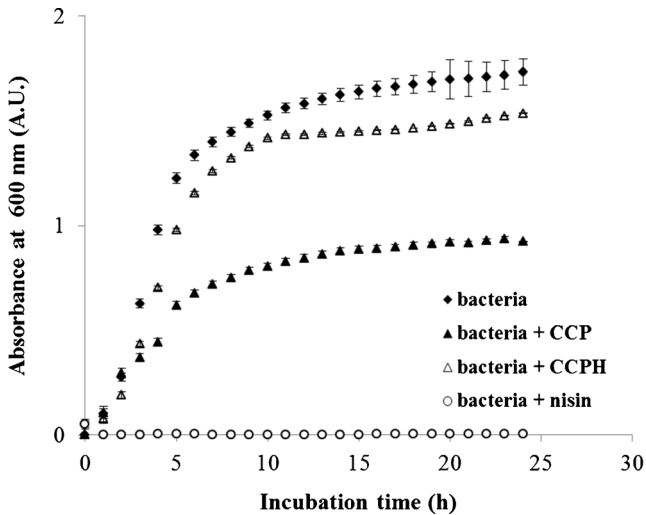 2
1
0
0
5
10
15
20
25
30
Absorbance at 600 nm (A.U.)
Incubation time (h)
bacteria
bacteria + CCP
bacteria + CCPH
bacteria + nisin